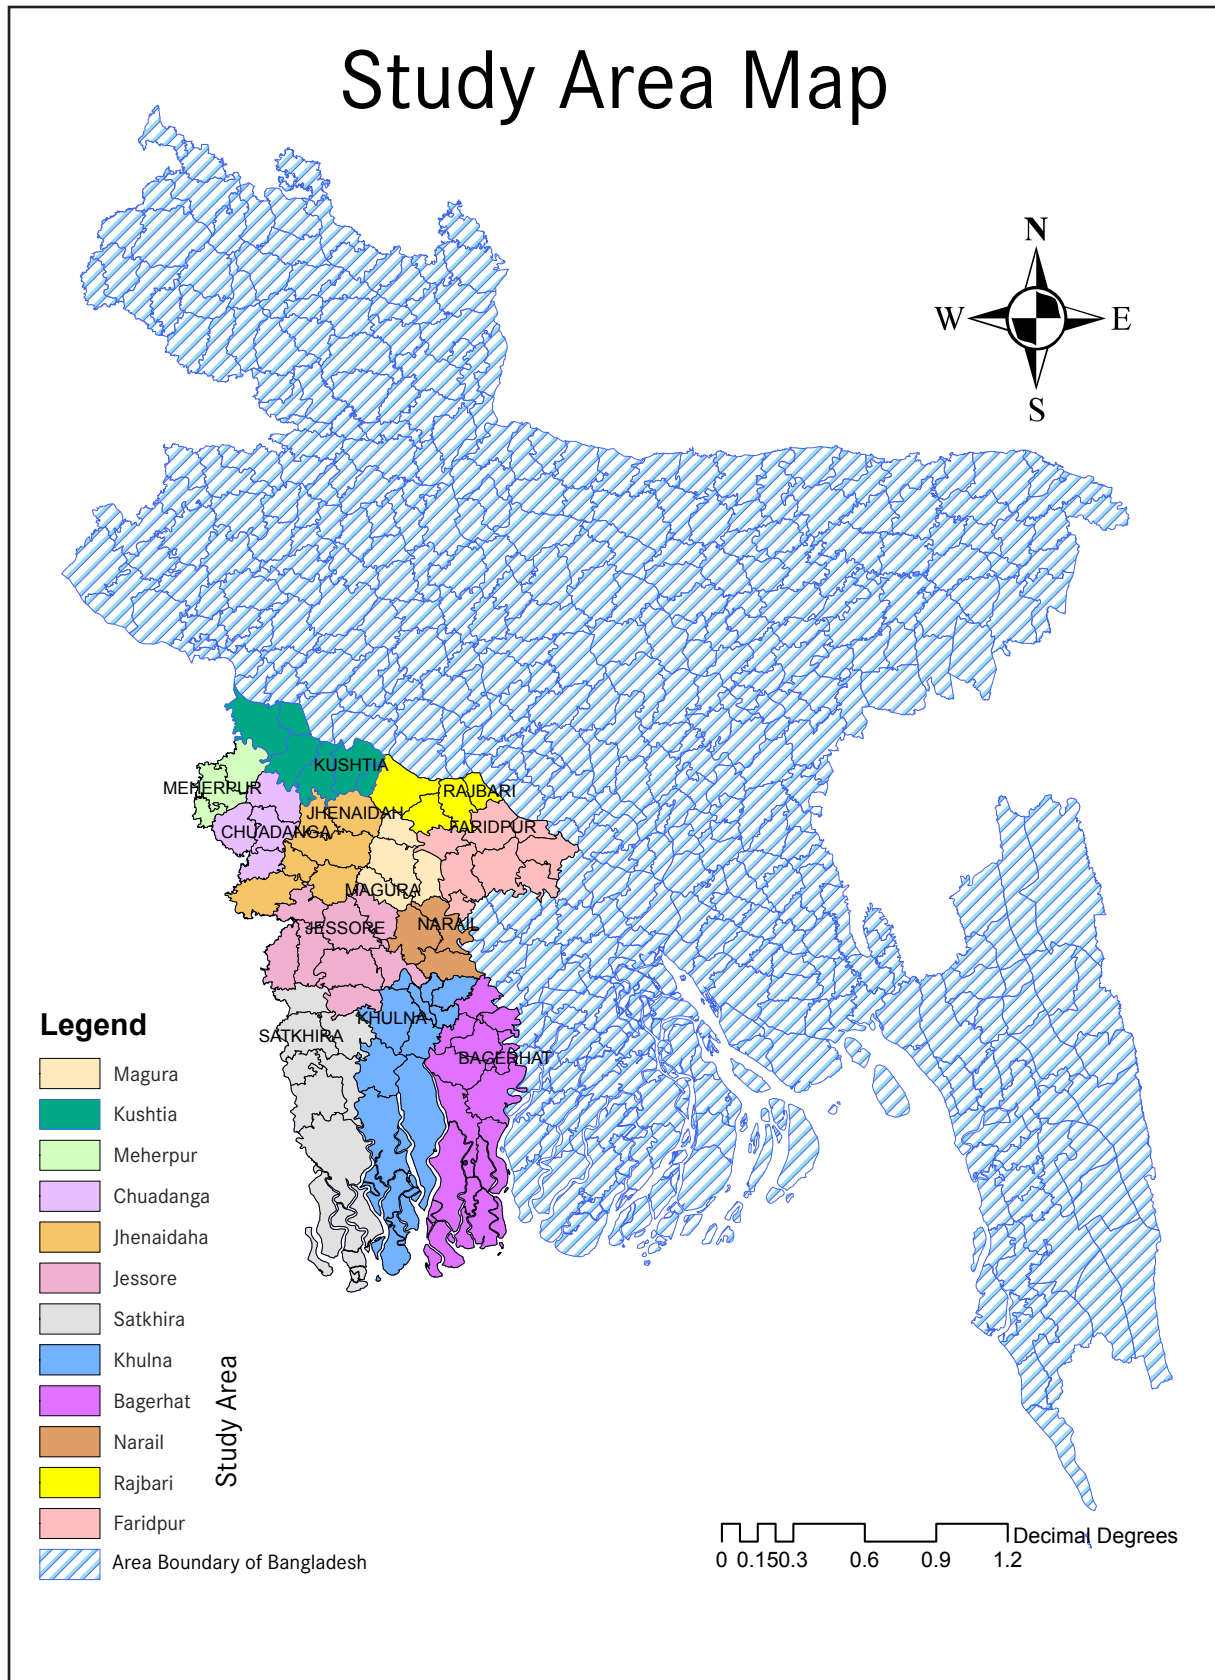 Study Area Map
N
W
E
S
KUSHTIA
MEHERPUR
RAJBARI
JHENAIDAH
CHUADANGA
FARIDPUR
MAGURA
NARAIL
JESSORE
KHULNA
SATKHIRA
BAGERHAT
Legend
Magura
Kushtia
Meherpur
Chuadanga
Jhenaidaha
Jessore
Satkhira
Khulna
Bagerhat
Narail
Rajbari
Faridpur
Area Boundary of Bangladesh
Study Area
Decimal Degrees
0 0.15 0.3 0.6 0.9 1.2